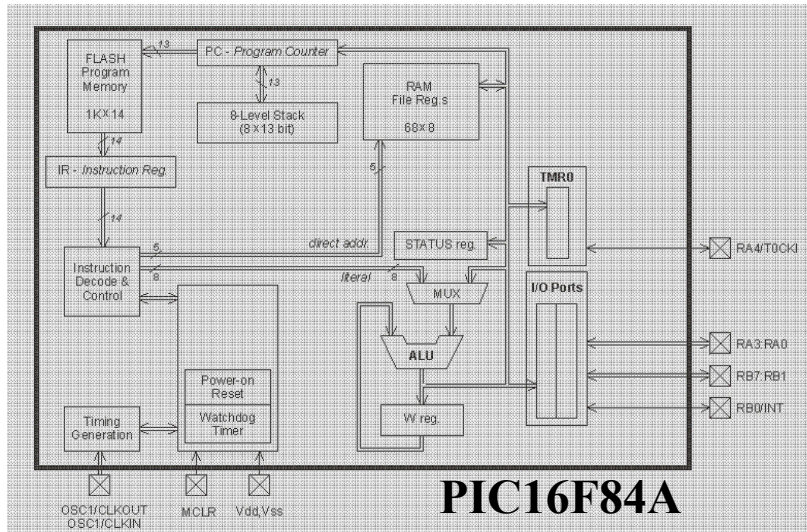 FLASH
Program
Memory
1K×14
13
PC - Program Counter
13
8-Level Stack
(8×13 bit)
RAM
File Reg.s
68×8
14
IR - Instruction Reg.
14
5
TMR0
RA4/T0CKI
5
direct addr.
STATUS reg.
Instruction
Decode &
Control
8
literal
8
MUX
I/O Ports
ALU
RA3:RA0
Power-on
Reset
RB7:RB1
Timing
Generation
Watchdog
Timer
W reg.
RB0/INT
OSC1/CLKOUT
OSC1/CLKIN
MCLR
Vdd,Vss
PIC16F84A